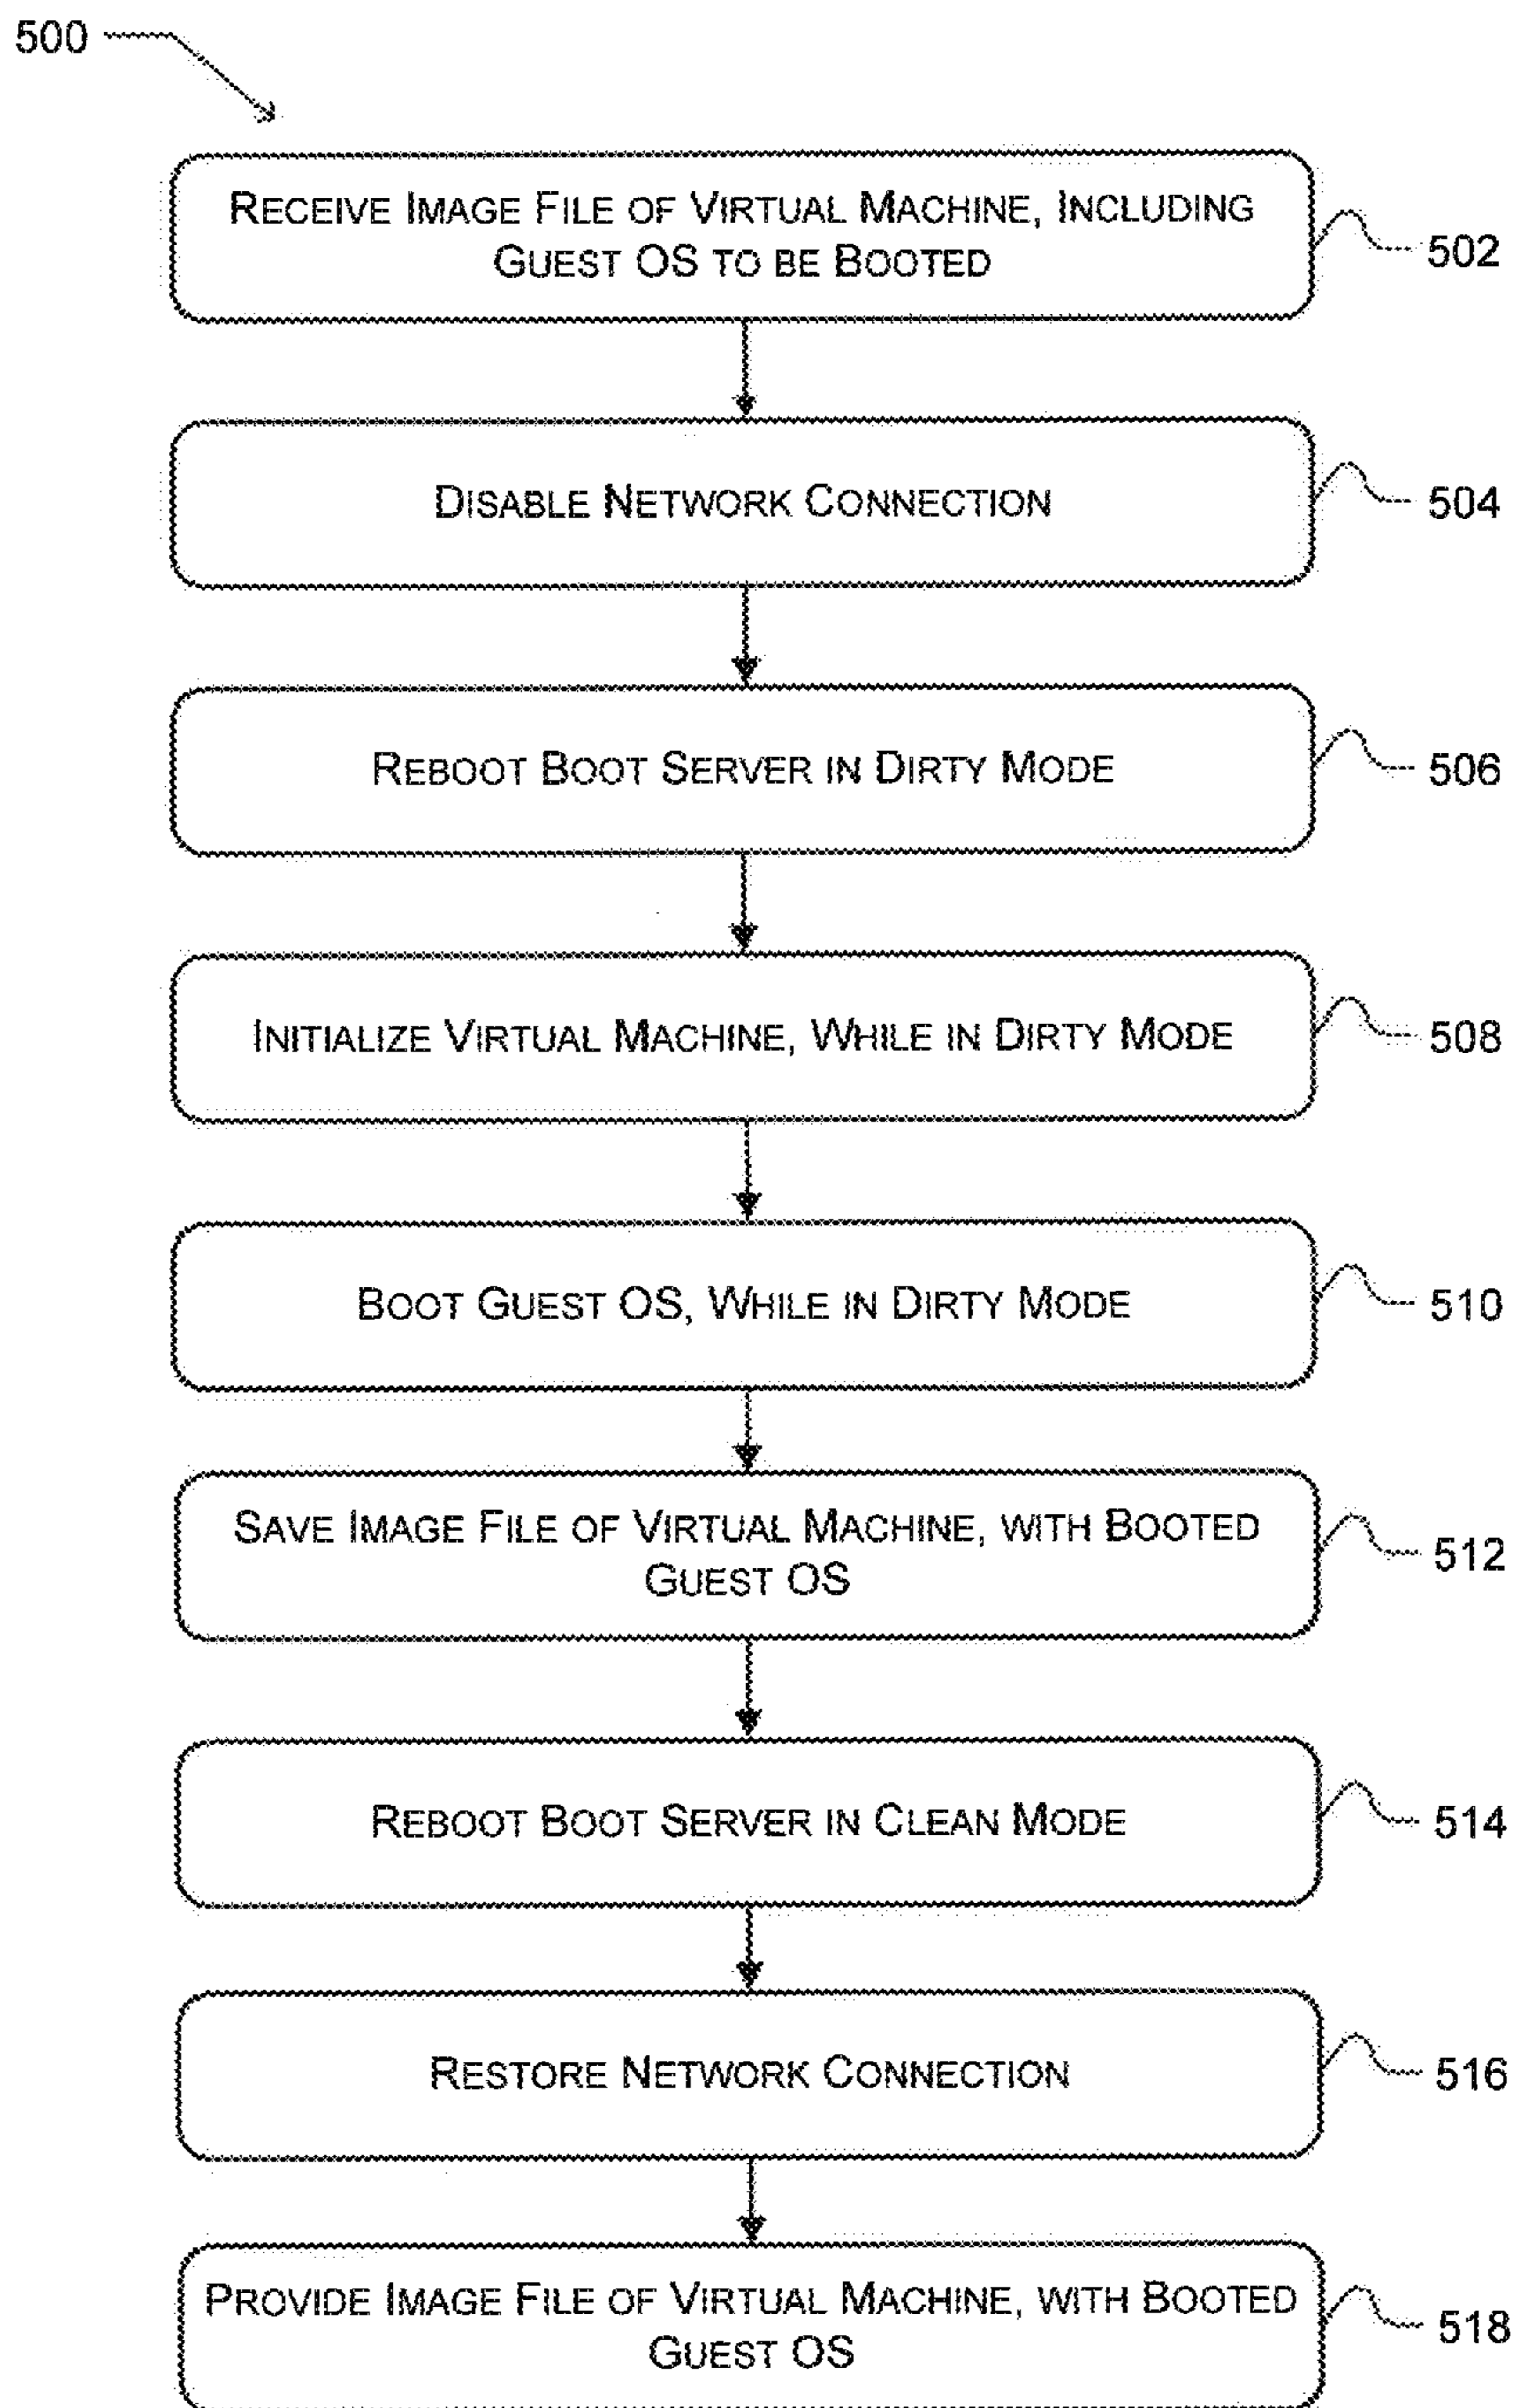 500
RECEIVE IMAGE FILE OF VIRTUAL MACHINE, INCLUDING
GUEST OS TO BE BOOTED
502
DISABLE NETWORK CONNECTION
504
REBOOT BOOT SERVER IN DIRTY MODE
506
INITIALIZE VIRTUAL MACHINE, WHILE IN DIRTY MODE
508
BOOT GUEST OS, WHILE IN DIRTY MODE
510
SAVE IMAGE FILE OF VIRTUAL MACHINE, WITH BOOTED
GUEST OS
512
REBOOT BOOT SERVER IN CLEAN MODE
514
RESTORE NETWORK CONNECTION
516
PROVIDE IMAGE FILE OF VIRTUAL MACHINE, WITH BOOTED
GUEST OS
518